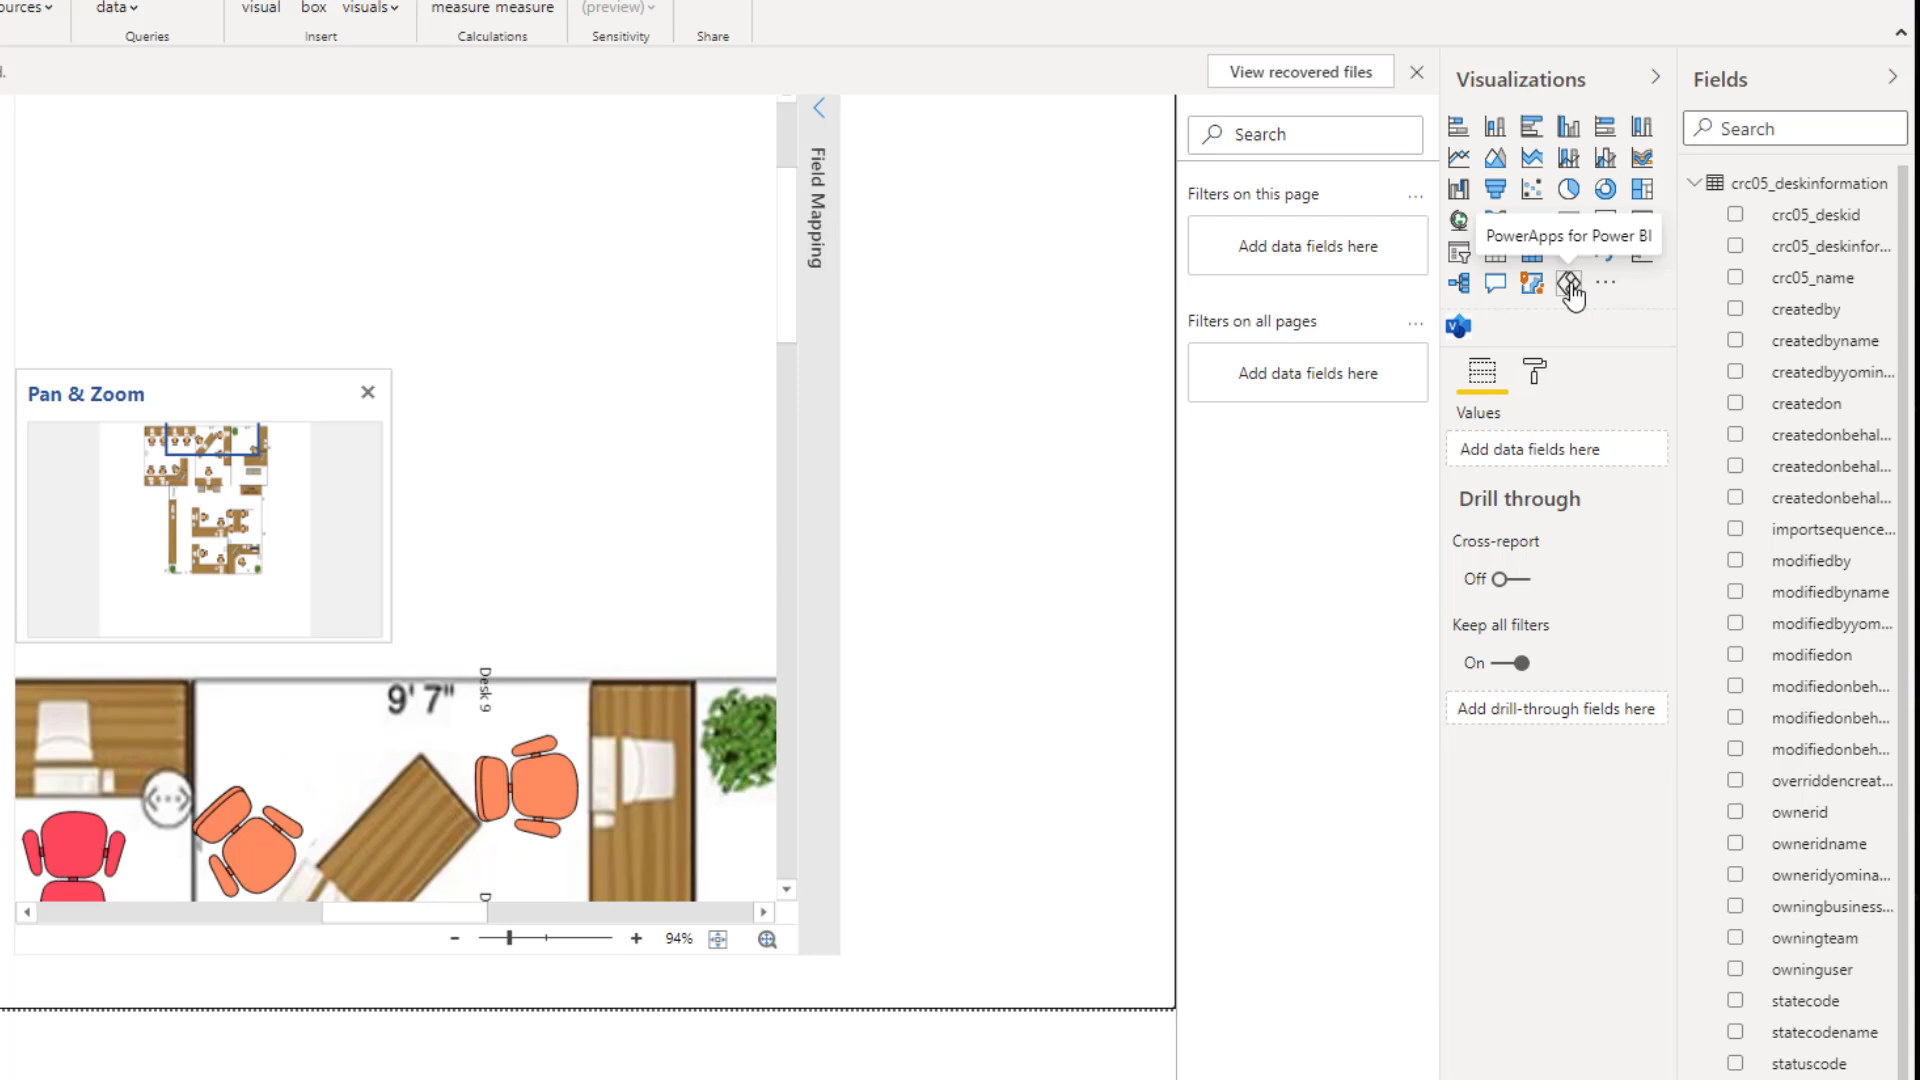 ources
data
visual
box
visuals
measure measure
(preview)
Queries
Insert
Calculations
Sensitivity
Share
d.
View recovered files
Field Mapping
Pan & Zoom
9' 7"
Desk 9
D
94%
Search
Filters on this page
...
Add data fields here
Filters on all pages
...
Add data fields here
Visualizations
PowerApps for Power BI
...
V
Values
Add data fields here
Drill through
Cross-report
Off
Keep all filters
On
Add drill-through fields here
Fields
Search
crc05_deskinformation
crc05_deskid
crc05_deskinfor...
crc05_name
createdby
createdbyname
createdbyyomin...
createdon
createdonbehal...
createdonbehal...
createdonbehal...
importsequence...
modifiedby
modifiedbyname
modifiedbyyom...
modifiedon
modifiedonbeh...
modifiedonbeh...
modifiedonbeh...
overriddencreat...
ownerid
owneridname
owneridyomina...
owningbusiness...
owningteam
owninguser
statecode
statecodename
statuscode